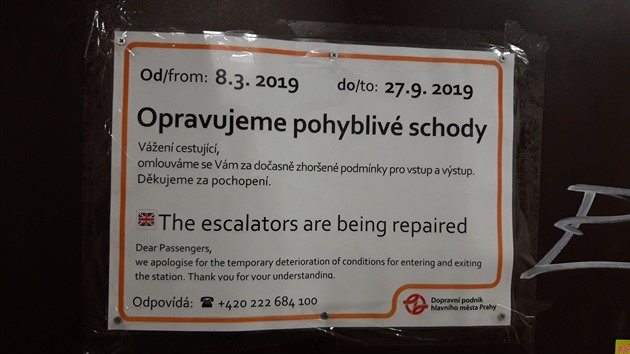 Od/from: 8.3. 2019 do/to: 27.9. 2019
Opravujeme pohyblivé schody
Vážení cestující,
omlouváme se Vám za dočasně zhoršené podmínky pro vstup a výstup.
Děkujeme za pochopení.
The escalators are being repaired
Dear Passengers,
we apologise for the temporary deterioration of conditions for entering and exiting
the station. Thank you for your understanding.
Odpovídá: ☎ +420 222 684 100
Dopravní podnik
hlavního města Prahy